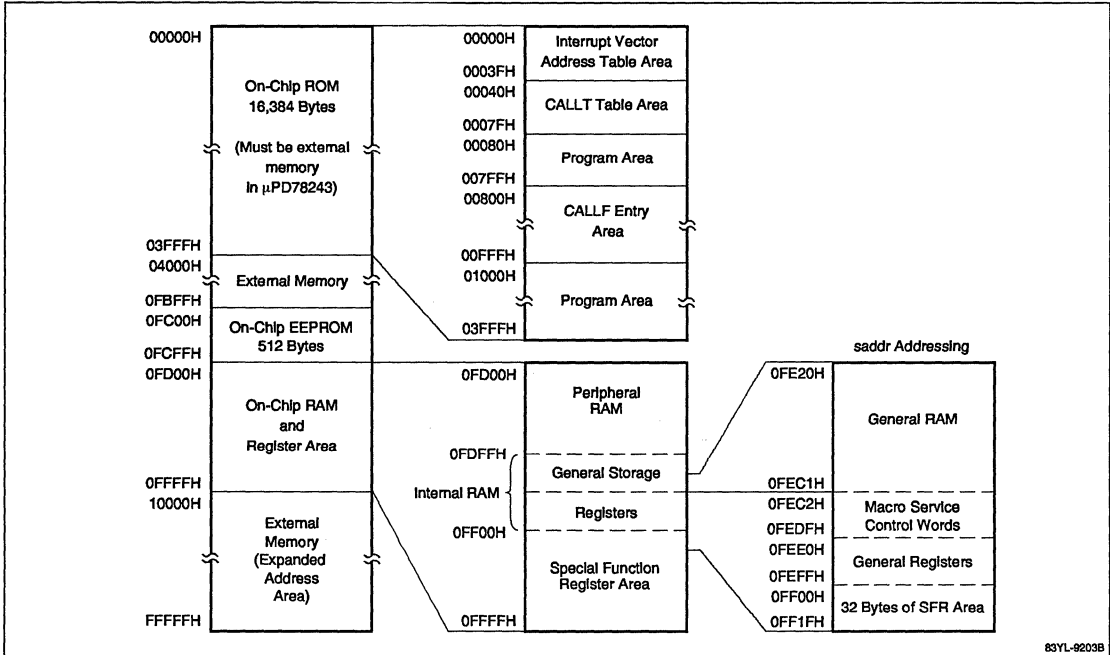 00000H
On-Chip ROM
16,384 Bytes
(Must be external
memory
in µPD78243)
03FFFH
04000H
External Memory
0FBFFH
0FC00H
On-Chip EEPROM
512 Bytes
0FCFFH
0FD00H
On-Chip RAM
and
Register Area
0FFFFH
10000H
External
Memory
(Expanded
Address
Area)
FFFFFH
00000H
Interrupt Vector
Address Table Area
0003FH
00040H
CALLT Table Area
0007FH
00080H
Program Area
007FFH
00800H
CALLF Entry
Area
00FFFH
01000H
Program Area
03FFFH
0FD00H
Peripheral
RAM
0FDFFH
General Storage
Internal RAM
Registers
0FF00H
Special Function
Register Area
0FFFFH
saddr Addressing
0FE20H
General RAM
0FEC1H
0FEC2H
Macro Service
Control Words
0FEDFH
0FEE0H
General Registers
0FEFFH
0FF00H
32 Bytes of SFR Area
0FF1FH
83YL-9203B